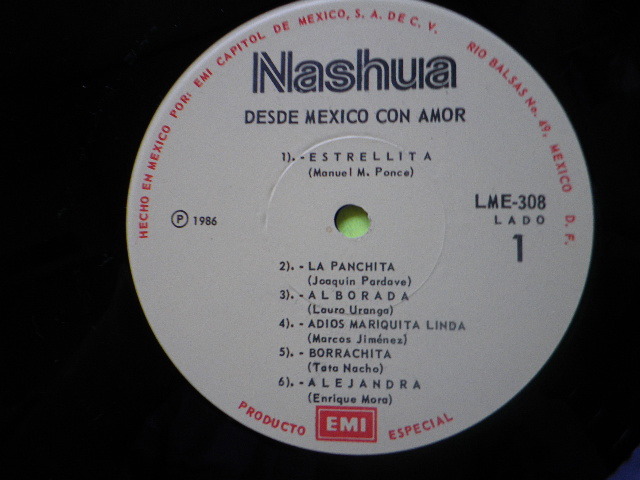 HECHO EN MEXICO POR: EMI CAPITOL DE MEXICO, S. A. DE C. V.
RIO BALSAS No. 49; MEXICO D. F.
Nashua
DESDE MEXICO CON AMOR
1). - ESTRELLITA
(Manuel M. Ponce)
LME-308
LADO
1
P 1986
2). - LA PANCHITA
(Joaquin Pardave)
3). - ALBORADA
(Lauro Uranga)
4). - ADIOS MARIQUITA LINDA
(Marcos Jiménez)
5). - BORRACHITA
(Tata Nacho)
6). - ALEJANDRA
(Enrique Mora)
PRODUCTO EMI ESPECIAL